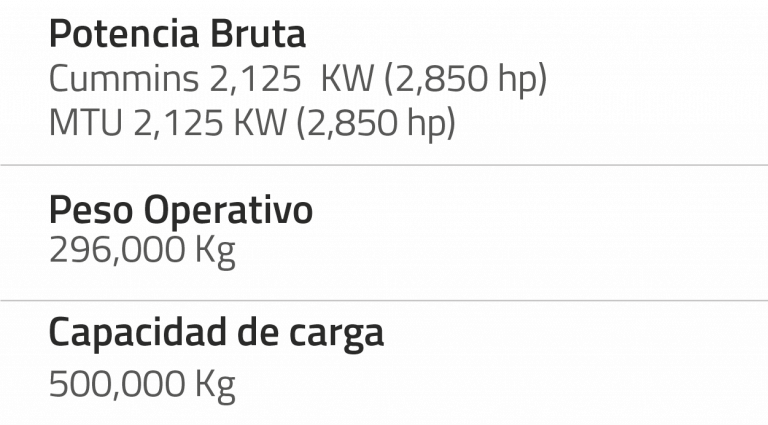 Potencia Bruta
Cummins 2,125  KW (2,850 hp)
MTU 2,125 KW (2,850 hp)
Peso Operativo
296,000 Kg
Capacidad de carga
500,000 Kg